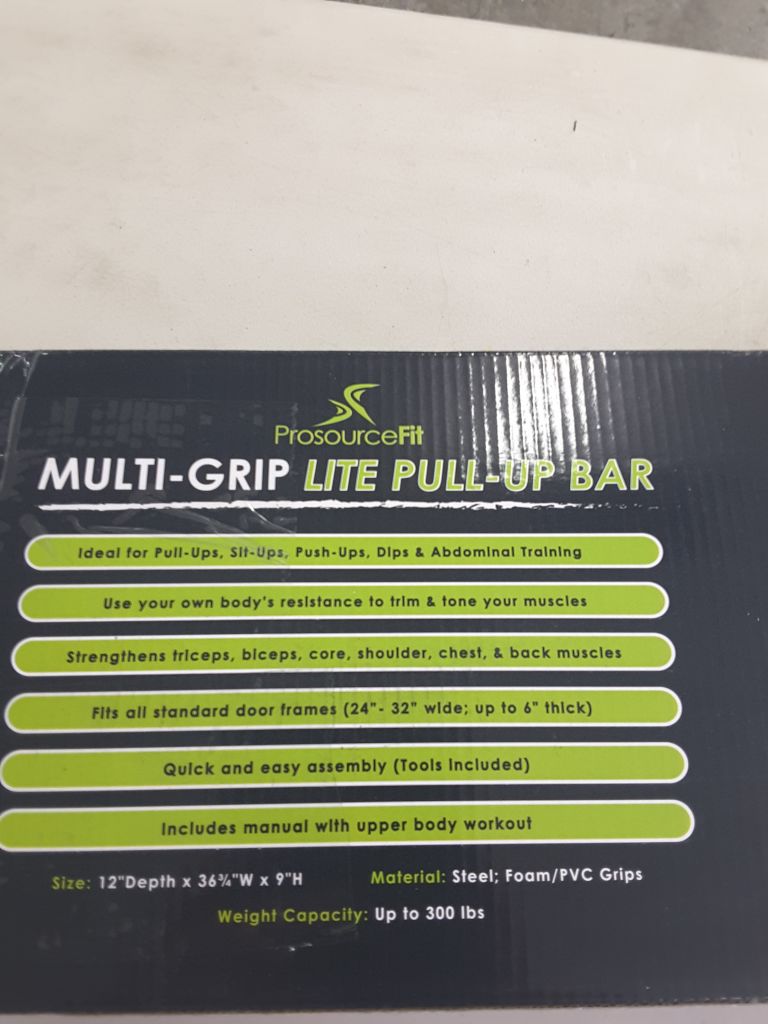 ProsourceFit
MULTI-GRIP LITE PULL-UP BAR
Ideal for Pull-Ups, Sit-Ups, Push-Ups, Dips & Abdominal Training
Use your own body's resistance to trim & tone your muscles
Strengthens triceps, biceps, core, shoulder, chest, & back muscles
Fits all standard door frames (24"- 32" wide; up to 6" thick)
Quick and easy assembly (Tools Included)
Includes manual with upper body workout
Size: 12"Depth x 36¾"W x 9"H Material: Steel; Foam/PVC Grips
Weight Capacity: Up to 300 lbs